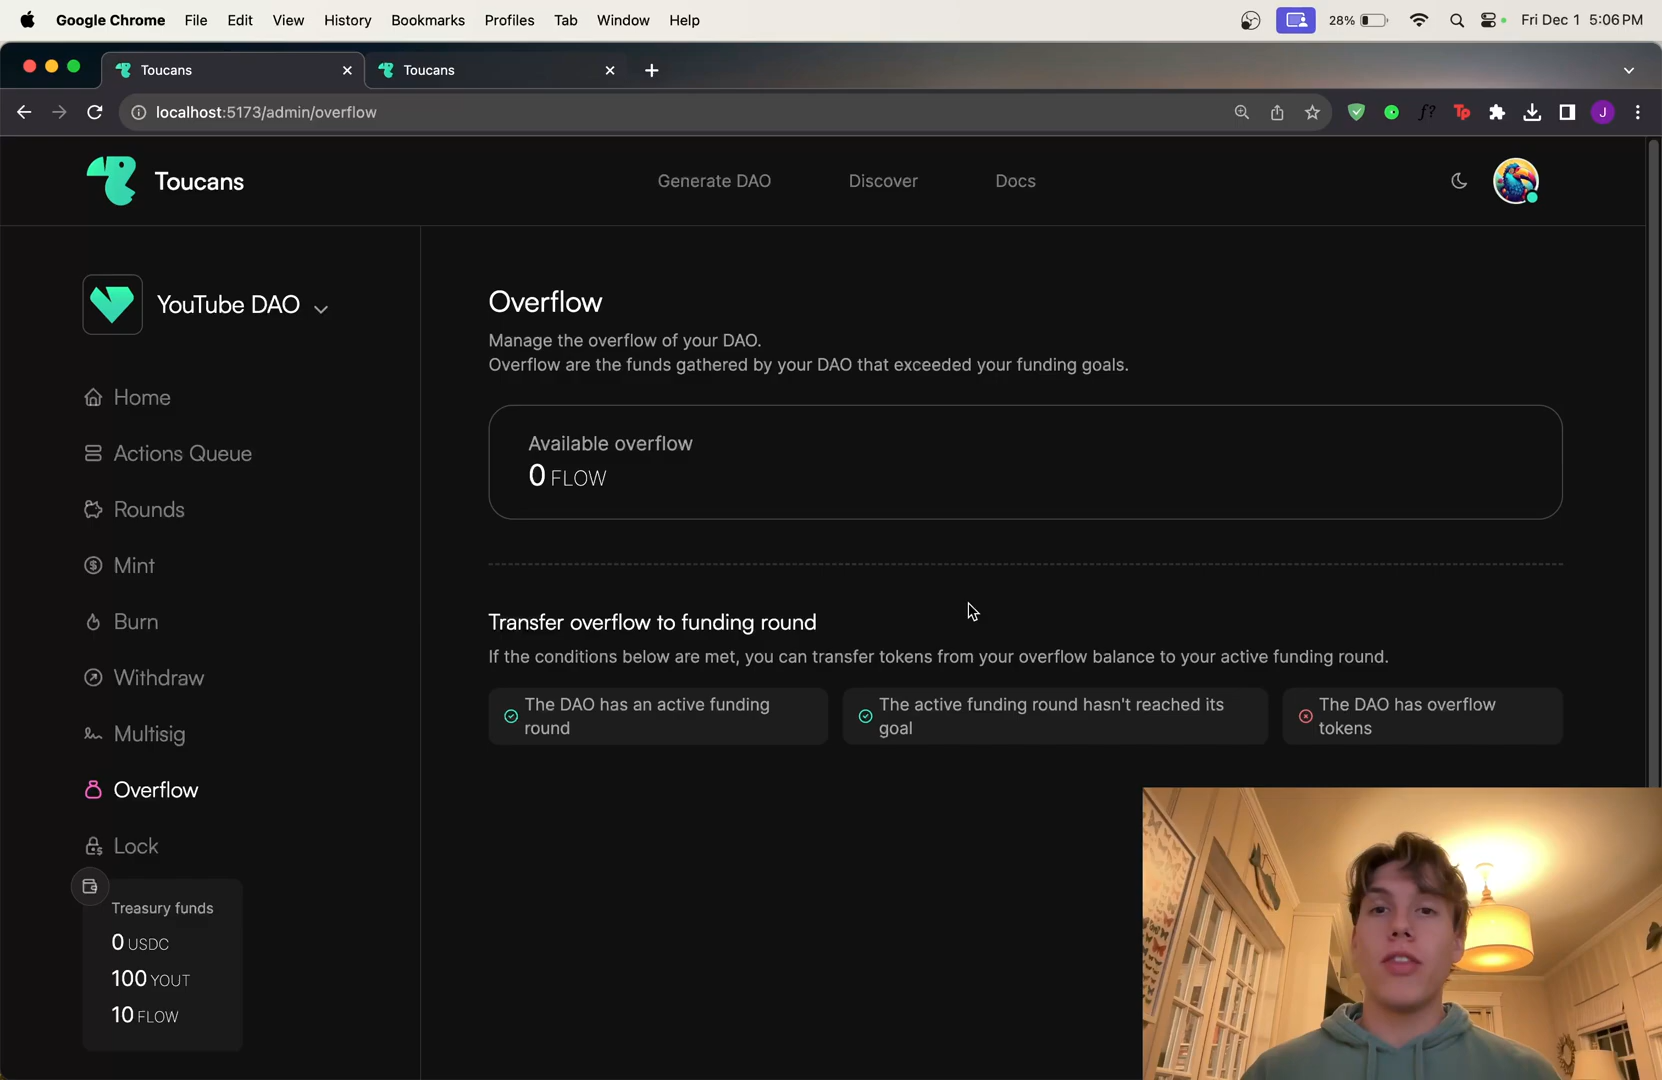 Google Chrome File Edit View History Bookmarks Profiles Tab Window Help 28% Fri Dec 1 5:06 PM
Toucans Toucans
localhost:5173/admin/overflow f? Tp J
Toucans Generate DAO Discover Docs
YouTube DAO
Home
Actions Queue
Rounds
Mint
Burn
Withdraw
Multisig
Overflow
Lock
Treasury funds
0 USDC
100 YOUT
10 FLOW
Overflow
Manage the overflow of your DAO.
Overflow are the funds gathered by your DAO that exceeded your funding goals.
Available overflow
0 FLOW
Transfer overflow to funding round
If the conditions below are met, you can transfer tokens from your overflow balance to your active funding round.
The DAO has an active funding
round
The active funding round hasn't reached its
goal
The DAO has overflow
tokens